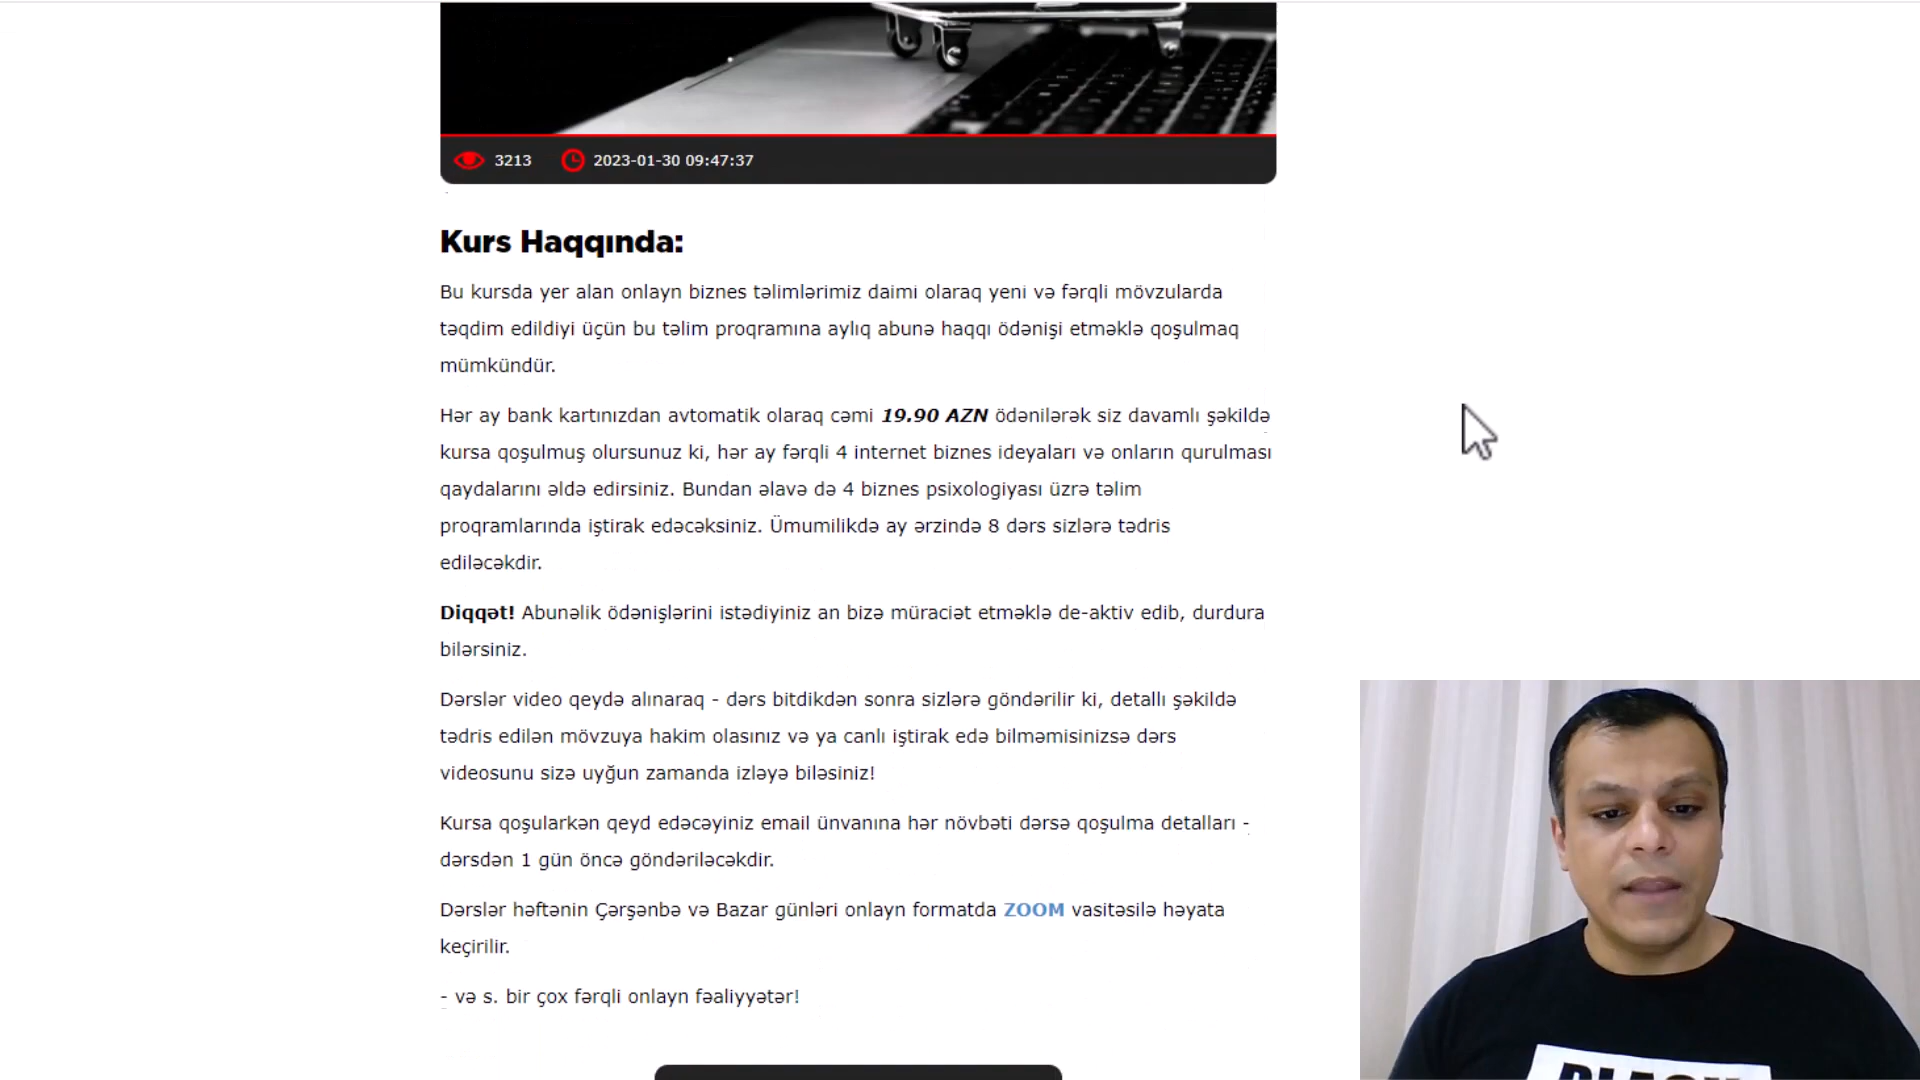 3213 2023-01-30 09:47:37
Kurs Haqqında:
Bu kursda yer alan onlayn biznes təlimlərimiz daimi olaraq yeni və fərqli mövzularda
təqdim edildiyi üçün bu təlim proqramına aylıq abunə haqqı ödənişi etməklə qoşulmaq
mümkündür.
Hər ay bank kartınızdan avtomatik olaraq cəmi 19.90 AZN ödənilərək siz davamlı şəkildə
kursa qoşulmuş olursunuz ki, hər ay fərqli 4 internet biznes ideyaları və onların qurulması
qaydalarını əldə edirsiniz. Bundan əlavə də 4 biznes psixologiyası üzrə təlim
proqramlarında iştirak edəcəksiniz. Ümumilikdə ay ərzində 8 dərs sizlərə tədris
ediləcəkdir.
Diqqət! Abunəlik ödənişlərini istədiyiniz an bizə müraciət etməklə de-aktiv edib, durdura
bilərsiniz.
Dərslər video qeydə alınaraq - dərs bitdikdən sonra sizlərə göndərilir ki, detallı şəkildə
tədris edilən mövzuya hakim olasınız və ya canlı iştirak edə bilməmisinizsə dərs
videosunu sizə uyğun zamanda izləyə biləsiniz!
Kursa qoşularkən qeyd edəcəyiniz email ünvanına hər növbəti dərsə qoşulma detalları -
dərsdən 1 gün öncə göndəriləcəkdir.
Dərslər həftənin Çərşənbə və Bazar günləri onlayn formatda ZOOM vasitəsilə həyata
keçirilir.
- və s. bir çox fərqli onlayn fəaliyyətər!